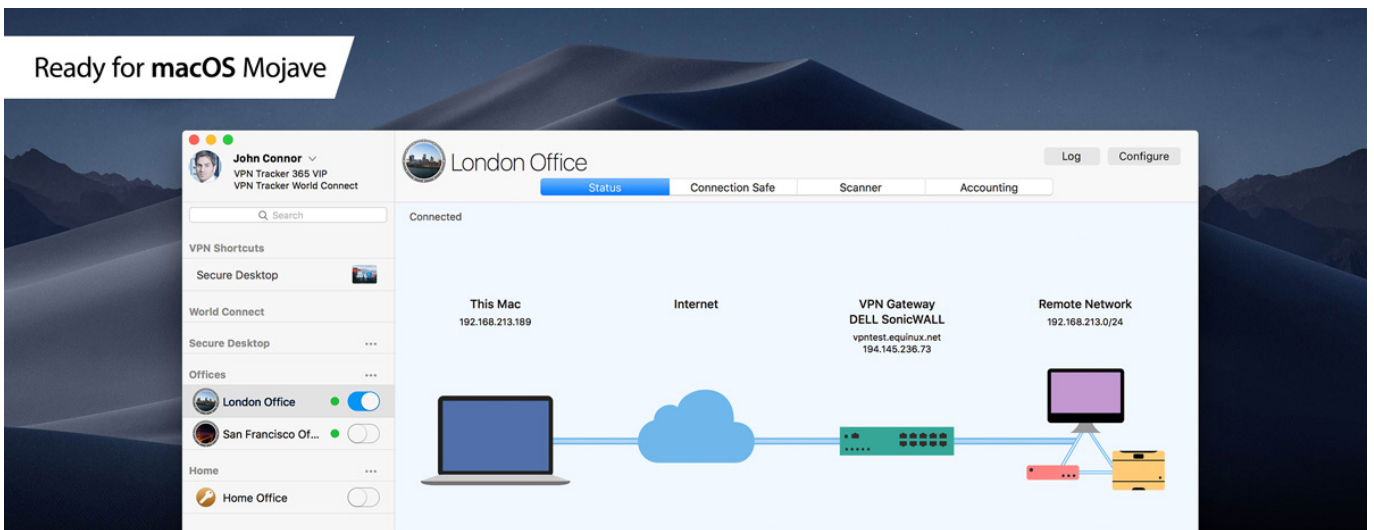 Ready for macOS Mojave
John Connor
VPN Tracker 365 VIP
VPN Tracker World Connect
Search
VPN Shortcuts
Secure Desktop
World Connect
Secure Desktop
Offices
London Office
San Francisco Of...
Home
Home Office
London Office
Log
Configure
Status
Connection Safe
Scanner
Accounting
Connected
This Mac
192.168.213.189
Internet
VPN Gateway
DELL SonicWALL
vpntest.equinux.net
194.145.236.73
Remote Network
192.168.213.0/24